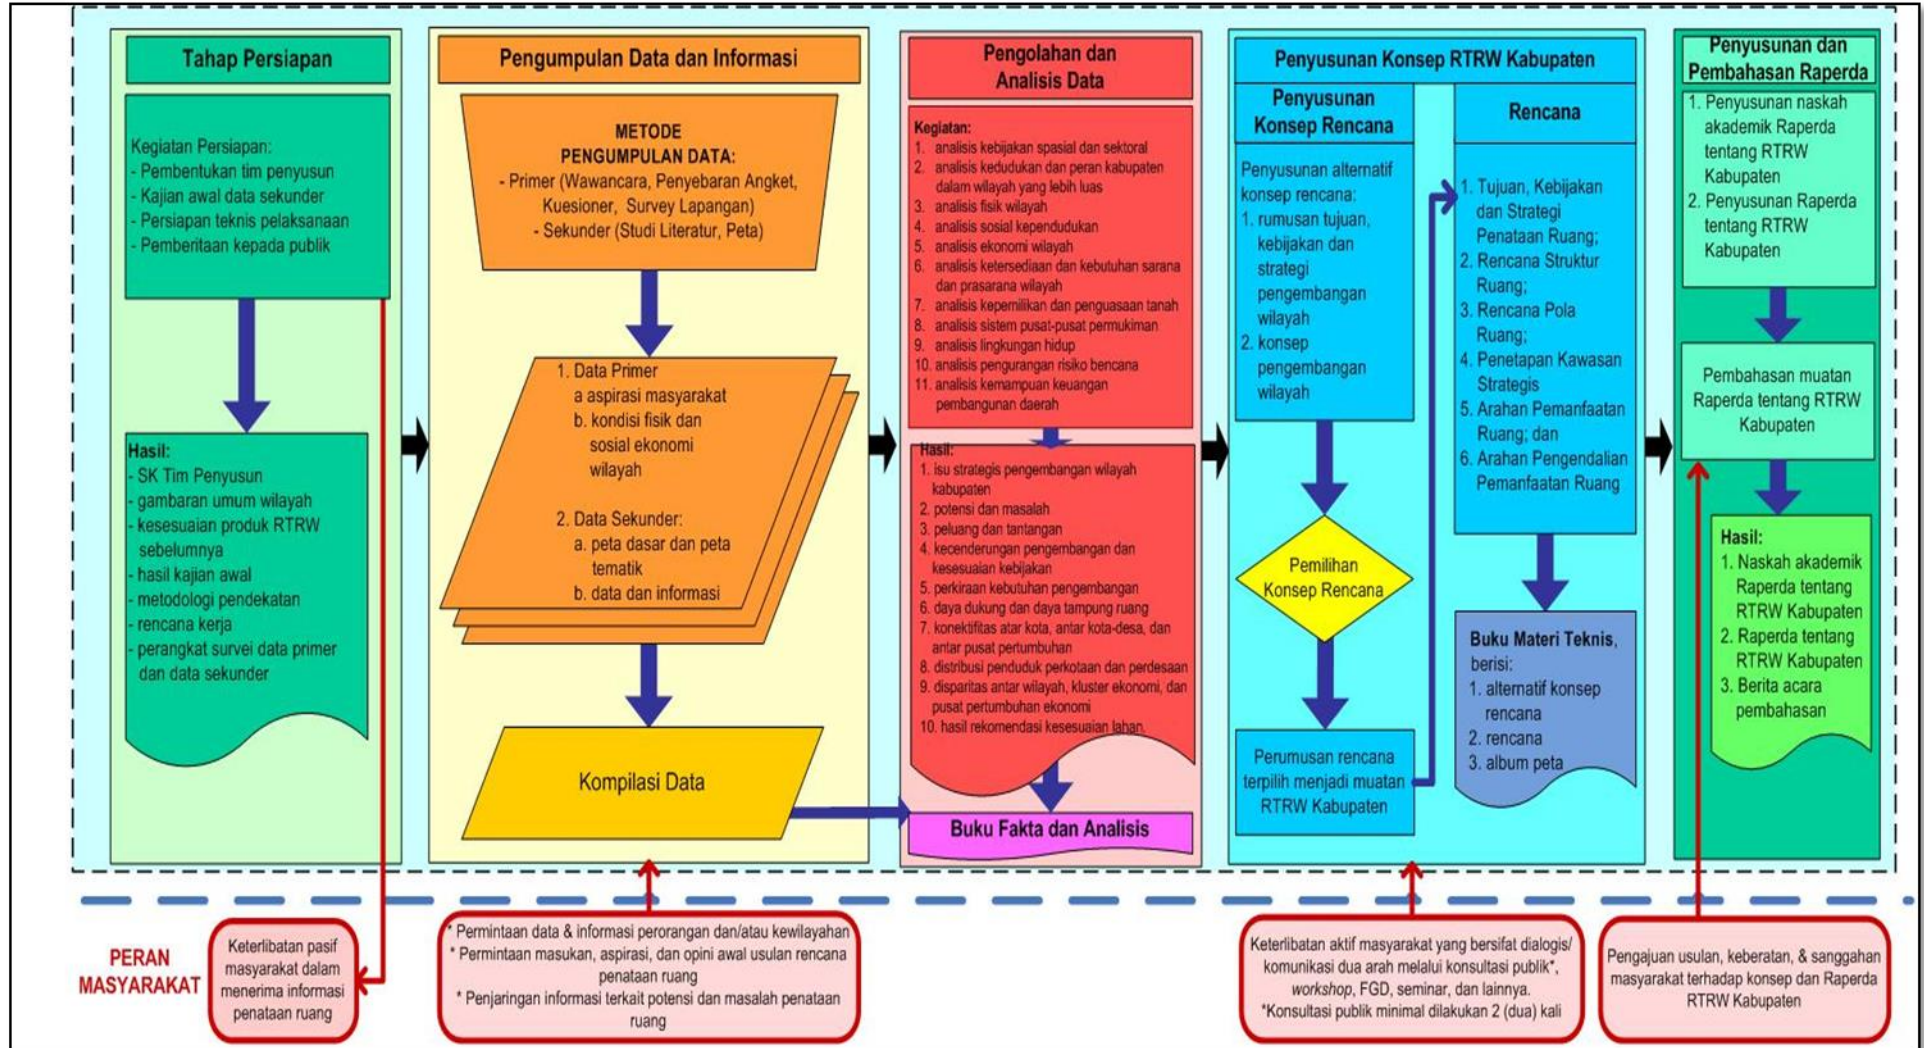 Tahap Persiapan
Kegiatan Persiapan:
- Pembentukan tim penyusun
- Kajian awal data sekunder
- Persiapan teknis pelaksanaan
- Pemberitaan kepada publik
Hasil:
- SK Tim Penyusun
- gambaran umum wilayah
- kesesuaian produk RTRW
sebelumnya
- hasil kajian awal
- metodologi pendekatan
- rencana kerja
- perangkat survei data primer
dan data sekunder
Pengumpulan Data dan Informasi
METODE
PENGUMPULAN DATA:
- Primer (Wawancara, Penyebaran Angket,
Kuesioner, Survey Lapangan)
- Sekunder (Studi Literatur, Peta)
1. Data Primer
a aspirasi masyarakat
b. kondisi fisik dan
sosial ekonomi
wilayah
2. Data Sekunder:
a. peta dasar dan peta
tematik
b. data dan informasi
Kompilasi Data
Pengolahan dan
Analisis Data
Kegiatan:
1. analisis kebijakan spasial dan sektoral
2. analisis kedudukan dan peran kabupaten
dalam wilayah yang lebih luas
3. analisis fisik wilayah
4. analisis sosial kependudukan
5. analisis ekonomi wilayah
6. analisis ketersediaan dan kebutuhan sarana
dan prasarana wilayah
7. analisis kepemilikan dan penguasaan tanah
8. analisis sistem pusat-pusat permukiman
9. analisis lingkungan hidup
10. analisis pengurangan risiko bencana
11. analisis kemampuan keuangan
pembangunan daerah
Hasil:
1. isu strategis pengembangan wilayah
kabupaten
2. potensi dan masalah
3. peluang dan tantangan
4. kecenderungan pengembangan dan
kesesuaian kebijakan
5. perkiraan kebutuhan pengembangan
6. daya dukung dan daya tampung ruang
7. konektifitas atar kota, antar kota-desa, dan
antar pusat pertumbuhan
8. distribusi penduduk perkotaan dan perdesaan
9. disparitas antar wilayah, kluster ekonomi, dan
pusat pertumbuhan ekonomi
10. hasil rekomendasi kesesuaian lahan.
Buku Fakta dan Analisis
Penyusunan Konsep RTRW Kabupaten
Penyusunan
Konsep Rencana
Penyusunan alternatif
konsep rencana:
1. rumusan tujuan,
kebijakan dan
strategi
pengembangan
wilayah
2. konsep
pengembangan
wilayah
Pemilihan
Konsep Rencana
Perumusan rencana
terpilih menjadi muatan
RTRW Kabupaten
Rencana
1. Tujuan, Kebijakan
dan Strategi
Penataan Ruang;
2. Rencana Struktur
Ruang;
3. Rencana Pola
Ruang;
4. Penetapan Kawasan
Strategis
5. Arahan Pemanfaatan
Ruang; dan
6. Arahan Pengendalian
Pemanfaatan Ruang
Buku Materi Teknis,
berisi:
1. alternatif konsep
rencana
2. rencana
3. album peta
Penyusunan dan
Pembahasan Raperda
1. Penyusunan naskah
akademik Raperda
tentang RTRW
Kabupaten
2. Penyusunan Raperda
tentang RTRW
Kabupaten
Pembahasan muatan
Raperda tentang RTRW
Kabupaten
Hasil:
1. Naskah akademik
Raperda tentang
RTRW Kabupaten
2. Raperda tentang
RTRW Kabupaten
3. Berita acara
pembahasan
PERAN
MASYARAKAT
Keterlibatan pasif
masyarakat dalam
menerima informasi
penataan ruang
* Permintaan data & informasi perorangan dan/atau kewilayahan
* Permintaan masukan, aspirasi, dan opini awal usulan rencana
penataan ruang
* Penjaringan informasi terkait potensi dan masalah penataan
ruang
Keterlibatan aktif masyarakat yang bersifat dialogis/
komunikasi dua arah melalui konsultasi publik*,
workshop, FGD, seminar, dan lainnya.
*Konsultasi publik minimal dilakukan 2 (dua) kali
Pengajuan usulan, keberatan, & sanggahan
masyarakat terhadap konsep dan Raperda
RTRW Kabupaten